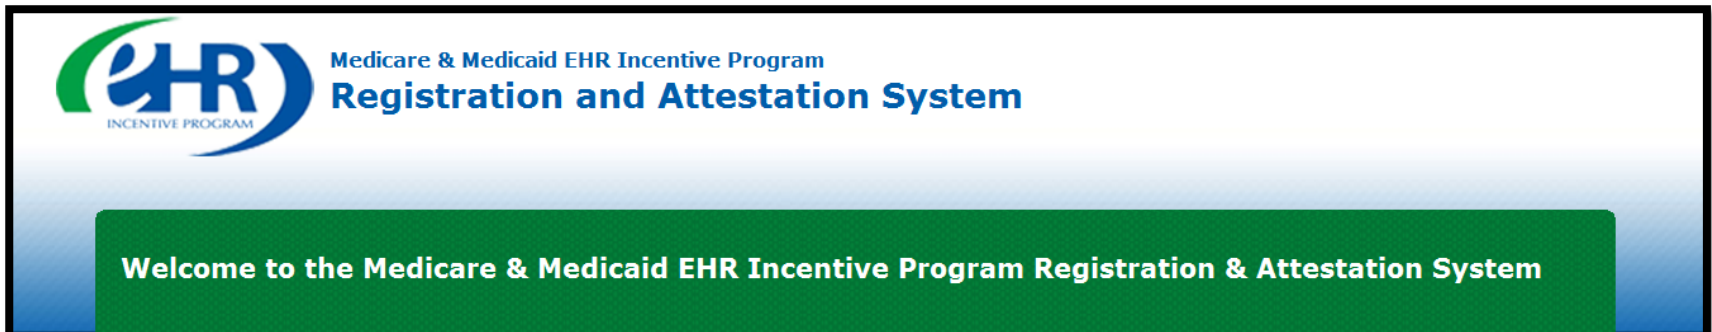 eHR
INCENTIVE PROGRAM
Medicare & Medicaid EHR Incentive Program
Registration and Attestation System
Welcome to the Medicare & Medicaid EHR Incentive Program Registration & Attestation System